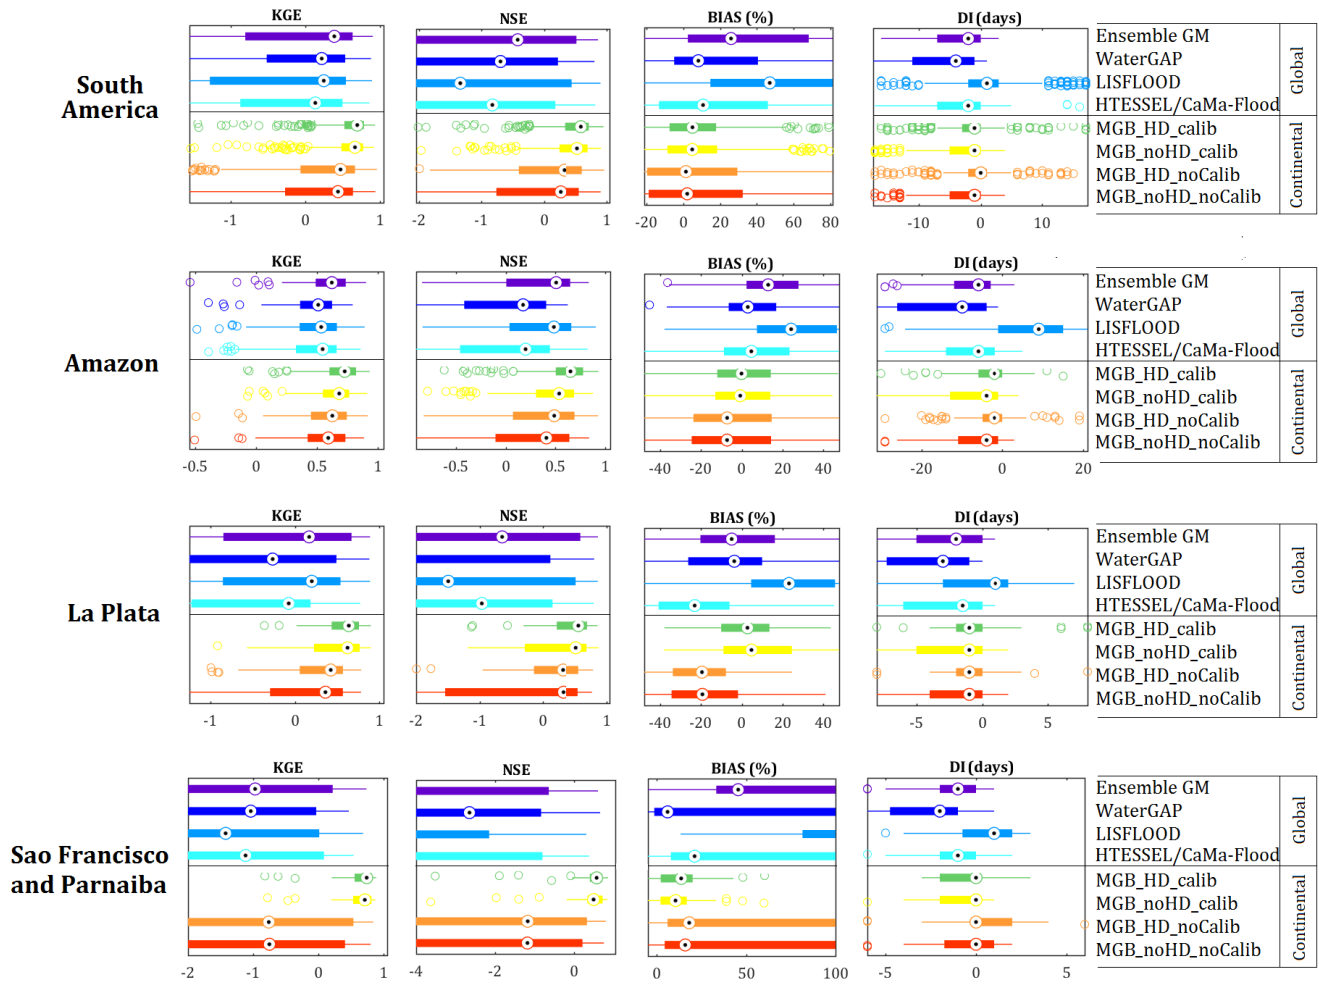 KGE NSE BIAS (%) DI (days)
South
America
Ensemble GM
WaterGAP
LISFLOOD
HTESSEL/CaMa-Flood
Global
MGB_HD_calib
MGB_noHD_calib
MGB_HD_noCalib
MGB_noHD_noCalib
Continental
-1 0 1 -2 -1 0 1 -20 0 20 40 60 80 -10 0 10
KGE NSE BIAS (%) DI (days)
Amazon
Ensemble GM
WaterGAP
LISFLOOD
HTESSEL/CaMa-Flood
Global
MGB_HD_calib
MGB_noHD_calib
MGB_HD_noCalib
MGB_noHD_noCalib
Continental
-0.5 0 0.5 1 -0.5 0 0.5 1 -40 -20 0 20 40 -20 0 20
KGE NSE BIAS (%) DI (days)
La Plata
Ensemble GM
WaterGAP
LISFLOOD
HTESSEL/CaMa-Flood
Global
MGB_HD_calib
MGB_noHD_calib
MGB_HD_noCalib
MGB_noHD_noCalib
Continental
-1 0 1 -2 -1 0 1 -40 -20 0 20 40 -5 0 5
KGE NSE BIAS (%) DI (days)
Sao Francisco
and Parnaiba
Ensemble GM
WaterGAP
LISFLOOD
HTESSEL/CaMa-Flood
Global
MGB_HD_calib
MGB_noHD_calib
MGB_HD_noCalib
MGB_noHD_noCalib
Continental
-2 -1 0 1 -4 -2 0 0 50 100 -5 0 5